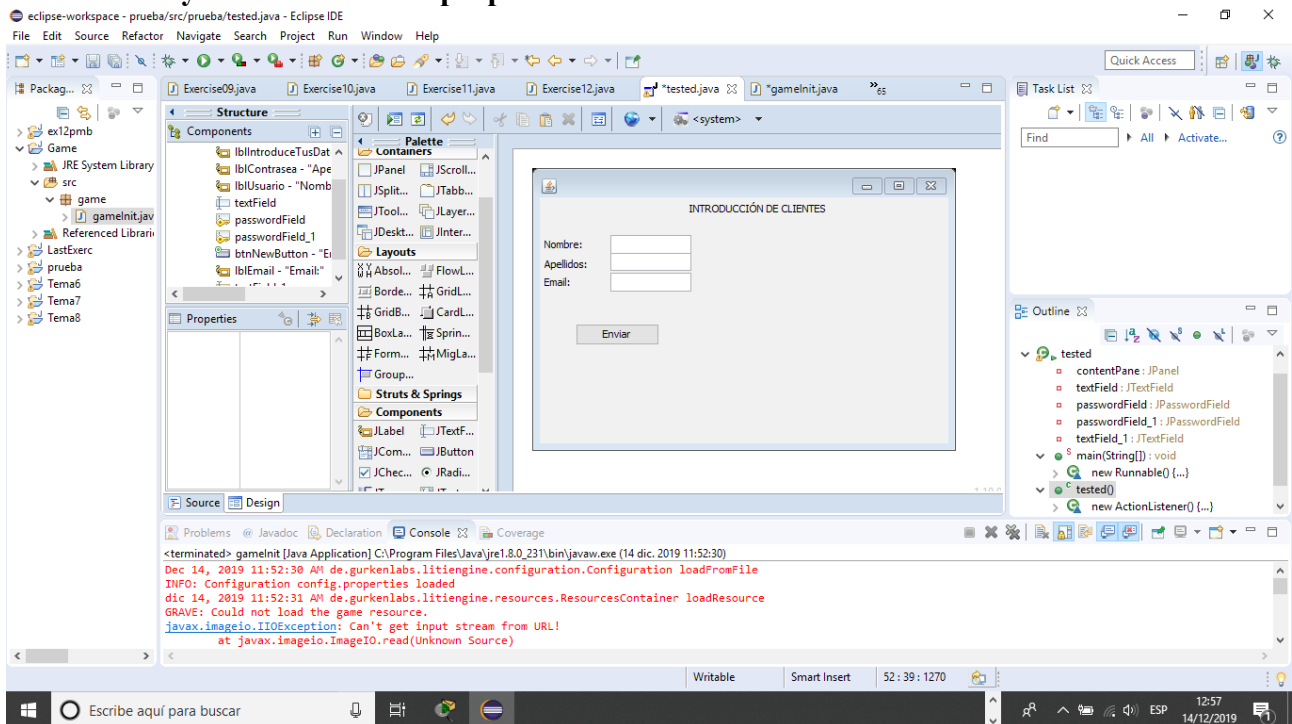 eclipse-workspace - prueba/src/prueba/tested.java - Eclipse IDE
File Edit Source Refactor Navigate Search Project Run Window Help
Quick Access
Packag...
Exercise09.java Exercise10.java Exercise11.java Exercise12.java *tested.java *gameInit.java »65
Task List
ex12pmb
Game
JRE System Library
src
game
gameInit.jav
Referenced Librari
LastExerc
prueba
Tema6
Tema7
Tema8
Structure
Components
lblIntroduceTusDat
lblContrasea - "Ape
lblUsuario - "Nomb
textField
passwordField
passwordField_1
btnNewButton - "E
lblEmail - "Email:"
Properties
<system>
Palette
Containers
JPanel JScroll...
JSplit... JTabb...
JTool... JLayer...
JDeskt... JInter...
Layouts
Absol... FlowL...
Borde... GridL...
GridB... CardL...
BoxLa... Sprin...
Form... MigLa...
Group...
Struts & Springs
Components
JLabel JTextF...
JCom... JButton
JChec... JRadi...
INTRODUCCIÓN DE CLIENTES
Nombre:
Apellidos:
Email:
Enviar
Find All Activate...
Outline
tested
contentPane : JPanel
textField : JTextField
passwordField : JPasswordField
passwordField_1 : JPasswordField
textField_1 : JTextField
main(String[]) : void
new Runnable() {...}
tested()
new ActionListener() {...}
Source Design
Problems Javadoc Declaration Console Coverage
<terminated> gameInit [Java Application] C:\Program Files\Java\jre1.8.0_231\bin\javaw.exe (14 dic. 2019 11:52:30)
Dec 14, 2019 11:52:30 AM de.gurkenlabs.litiengine.configuration.Configuration loadFromFile
INFO: Configuration config.properties loaded
dic 14, 2019 11:52:31 AM de.gurkenlabs.litiengine.resources.ResourcesContainer loadResource
GRAVE: Could not load the game resource.
javax.imageio.IIOException: Can't get input stream from URL!
at javax.imageio.ImageIO.read(Unknown Source)
Writable Smart Insert 52 : 39 : 1270
Escribe aquí para buscar
ESP
12:57
14/12/2019